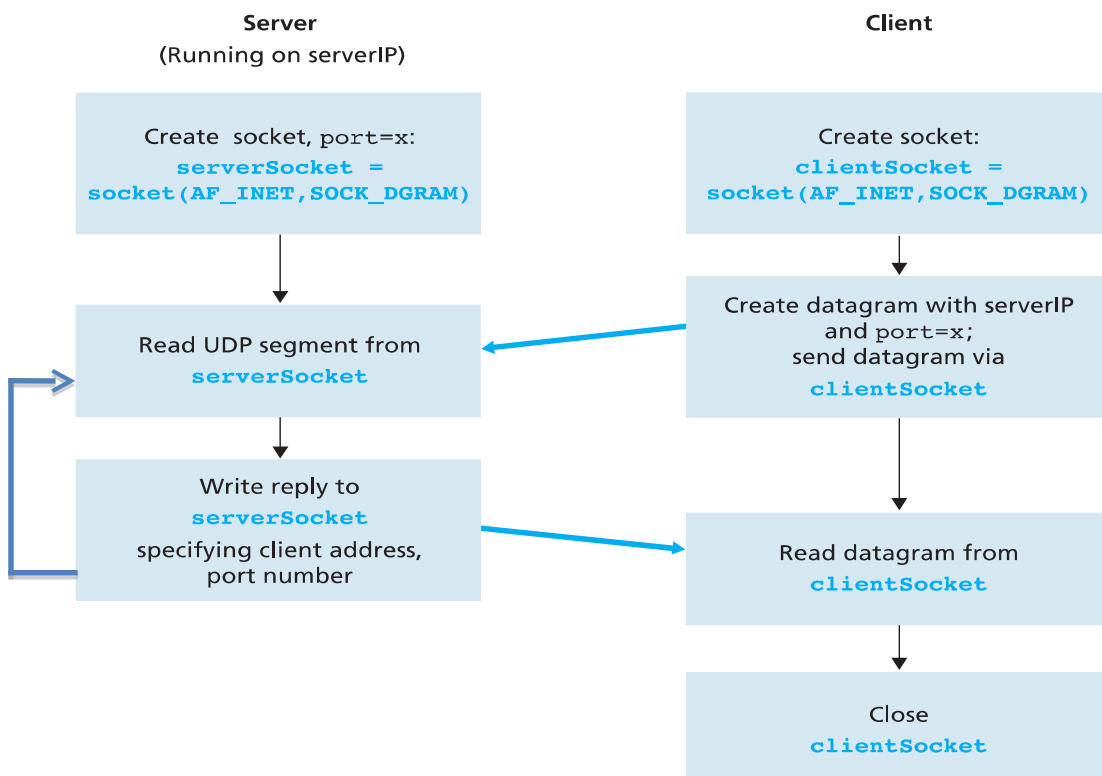 Server
(Running on serverIP)
Create socket, port=x:
serverSocket =
socket(AF_INET,SOCK_DGRAM)
Read UDP segment from
serverSocket
Write reply to
serverSocket
specifying client address,
port number
Client
Create socket:
clientSocket =
socket(AF_INET,SOCK_DGRAM)
Create datagram with serverIP
and port=x;
send datagram via
clientSocket
Read datagram from
clientSocket
Close
clientSocket